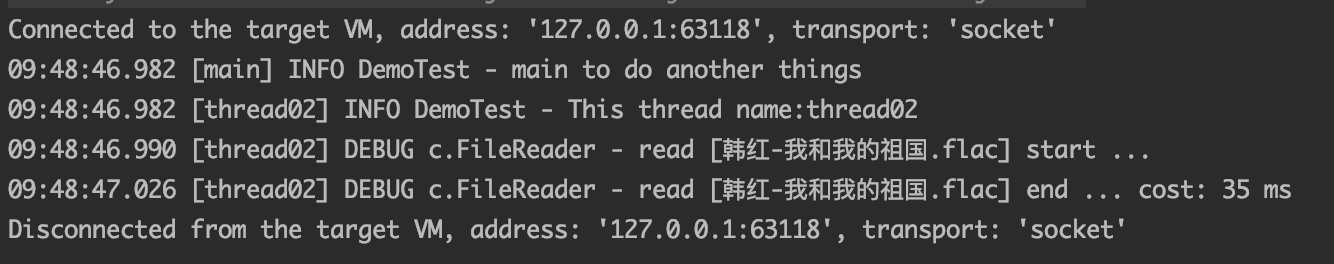 Connected to the target VM, address: '127.0.0.1:63118', transport: 'socket'
09:48:46.982 [main] INFO DemoTest - main to do another things
09:48:46.982 [thread02] INFO DemoTest - This thread name:thread02
09:48:46.990 [thread02] DEBUG c.FileReader - read [韩红-我和我的祖国.flac] start ...
09:48:47.026 [thread02] DEBUG c.FileReader - read [韩红-我和我的祖国.flac] end ... cost: 35 ms
Disconnected from the target VM, address: '127.0.0.1:63118', transport: 'socket'